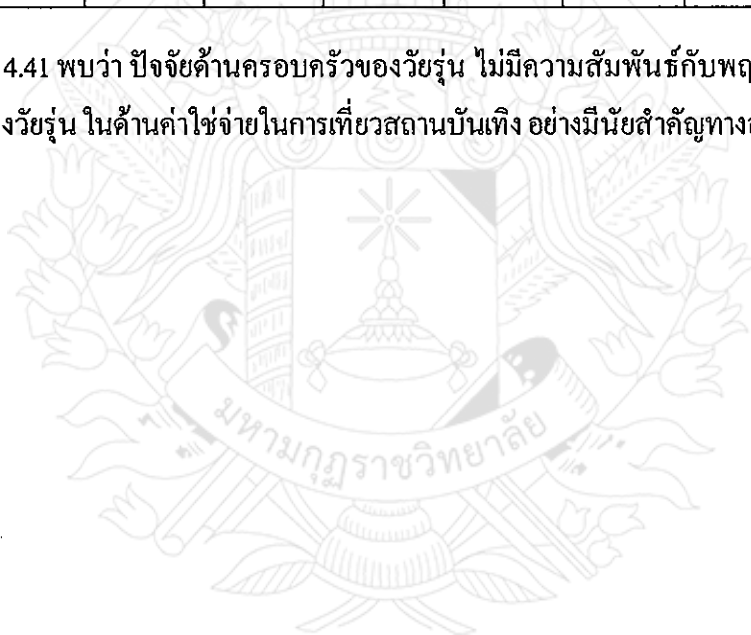 4.41 พบว่า ปัจจัยด้านครอบครัวของวัยรุ่น ไม่มีความสัมพันธ์กับพฤ
งวัยรุ่น ในด้านค่าใช่จ่ายในการเที่ยวสถานบันเทิง อย่างมีนัยสำคัญทาง
มหามกุฏราชวิทยาลัย